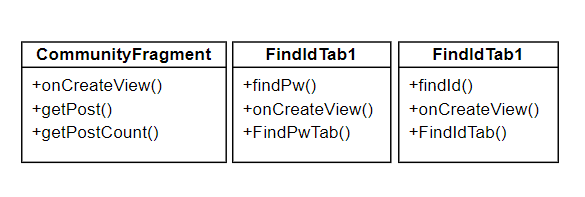 CommunityFragment
+onCreateView()
+getPost()
+getPostCount()
FindIdTab1
+findPw()
+onCreateView()
+FindPwTab()
FindIdTab1
+findId()
+onCreateView()
+FindIdTab()